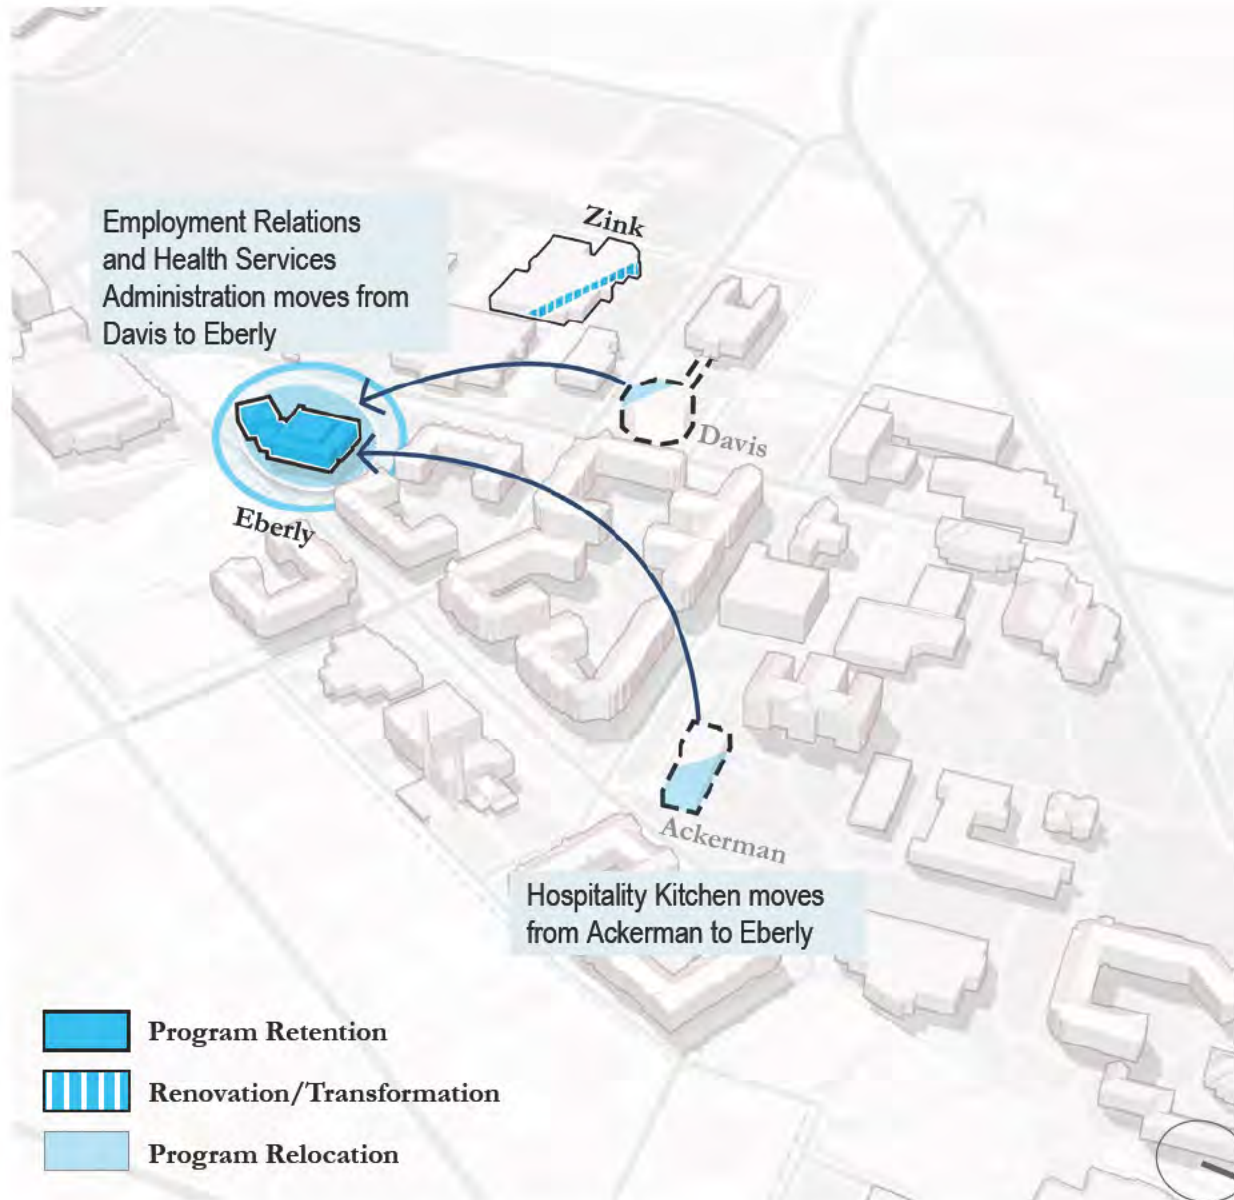 Zink
Employment Relations
and Health Services
Administration moves from
Davis to Eberly
Davis
Eberly
Ackerman
Hospitality Kitchen moves
from Ackerman to Eberly
Program Retention
Renovation/Transformation
Program Relocation